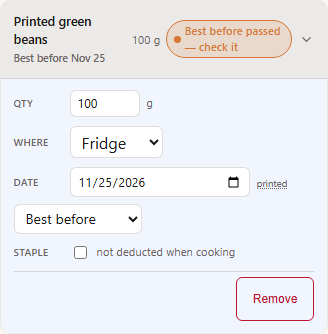 Printed green
beans
Best before Nov 25
100 g
Best before passed
— check it
QTY 100 g
WHERE Fridge
DATE 11/25/2026 printed
Best before
STAPLE not deducted when cooking
Remove